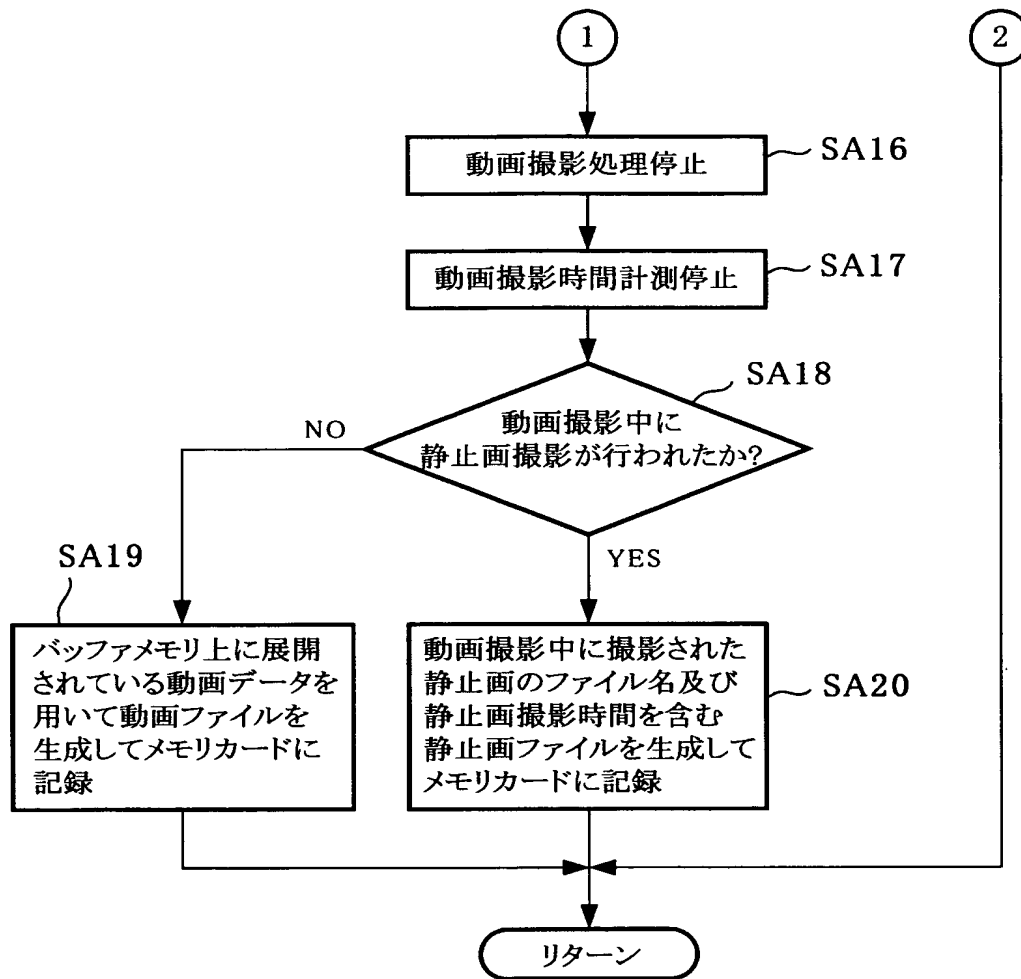 1
2
動画撮影処理停止
SA16
動画撮影時間計測停止
SA17
SA18
動画撮影中に
静止画撮影が行われたか?
NO
YES
SA19
バッファメモリ上に展開
されている動画データを
用いて動画ファイルを
生成してメモリカードに
記録
動画撮影中に撮影された
静止画のファイル名及び
静止画撮影時間を含む
静止画ファイルを生成して
メモリカードに記録
SA20
リターン